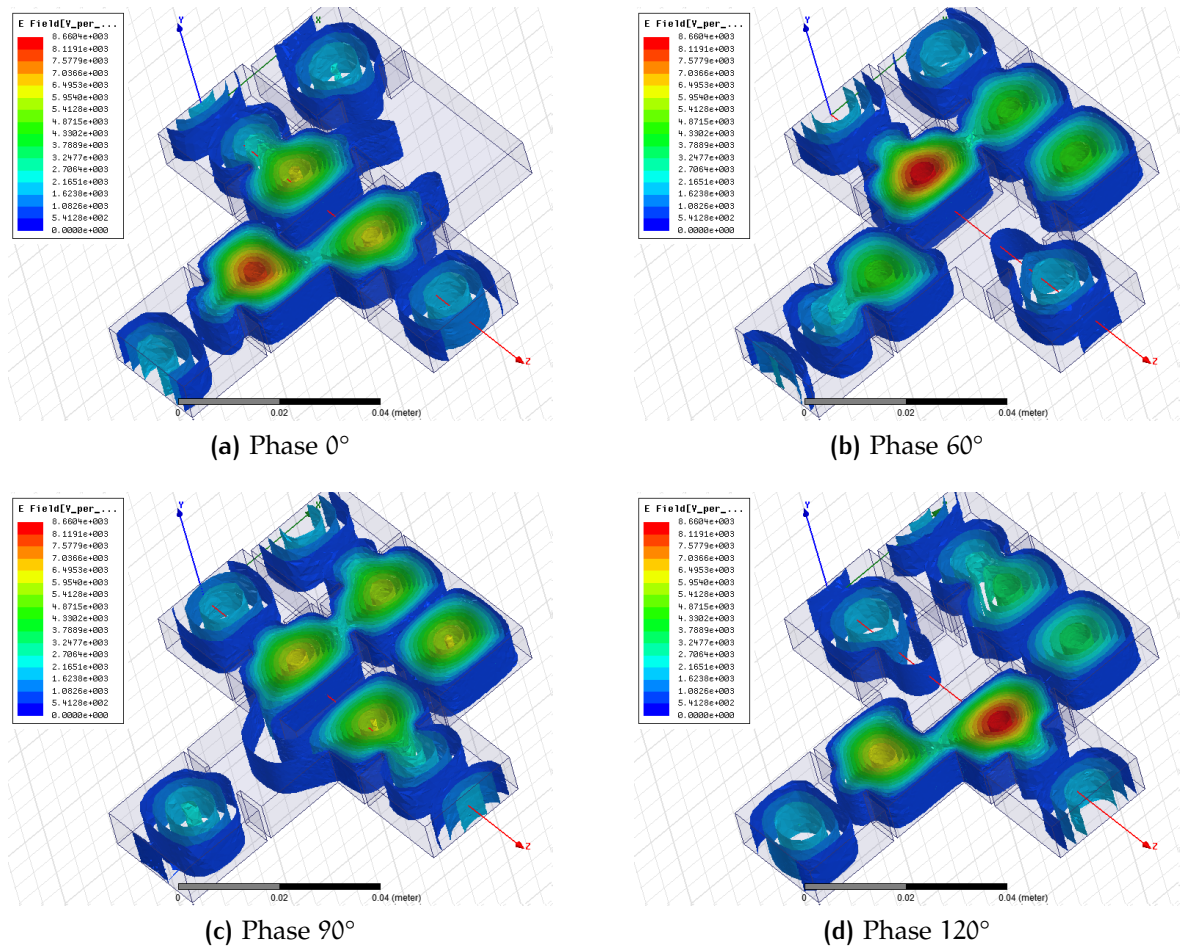 E Field[V_per_...
8.6604e+003
8.1191e+003
7.5779e+003
7.0366e+003
6.4953e+003
5.9540e+003
5.4128e+003
4.8715e+003
4.3302e+003
3.7889e+003
3.2477e+003
2.7064e+003
2.1651e+003
1.6238e+003
1.0826e+003
5.4128e+002
0.0000e+000
Y
X
Z
0 0.02 0.04 (meter)
(a) Phase 0°
E Field[V_per_...
8.6604e+003
8.1191e+003
7.5779e+003
7.0366e+003
6.4953e+003
5.9540e+003
5.4128e+003
4.8715e+003
4.3302e+003
3.7889e+003
3.2477e+003
2.7064e+003
2.1651e+003
1.6238e+003
1.0826e+003
5.4128e+002
0.0000e+000
Y
Z
0 0.02 0.04 (meter)
(b) Phase 60°
E Field[V_per_...
8.6604e+003
8.1191e+003
7.5779e+003
7.0366e+003
6.4953e+003
5.9540e+003
5.4128e+003
4.8715e+003
4.3302e+003
3.7889e+003
3.2477e+003
2.7064e+003
2.1651e+003
1.6238e+003
1.0826e+003
5.4128e+002
0.0000e+000
Y
X
Z
0 0.02 0.04 (meter)
(c) Phase 90°
E Field[V_per_...
8.6604e+003
8.1191e+003
7.5779e+003
7.0366e+003
6.4953e+003
5.9540e+003
5.4128e+003
4.8715e+003
4.3302e+003
3.7889e+003
3.2477e+003
2.7064e+003
2.1651e+003
1.6238e+003
1.0826e+003
5.4128e+002
0.0000e+000
Y
Z
0 0.02 0.04 (meter)
(d) Phase 120°